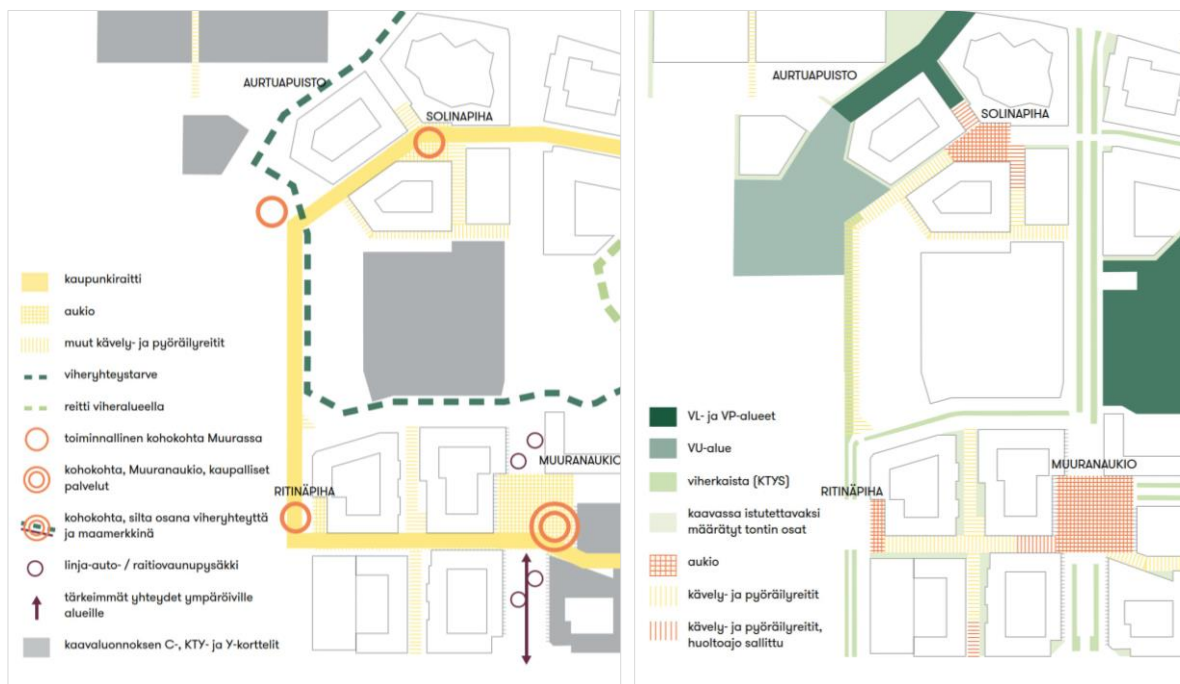 AURTUAPUISTO
SOLINAPIHA
kaupunkiraitti
aukio
muut kävely- ja pyöräilyreitit
viheryhteystarve
reitti viheralueella
toiminnallinen kohokohta Muurassa
kohokohta, Muuranaukio, kaupalliset
palvelut
kohokohta, silta osana viheryhteyttä
ja maamerkkinä
linja-auto- / raitiovaunupysäkki
tärkeimmät yhteydet ympäröiville
alueille
kaavaluonnoksen C-, KTY- ja Y-korttelit
MUURANAUKIO
RITINÄPIHA
AURTUAPUISTO
SOLINAPIHA
VL- ja VP-alueet
VU-alue
viherkaista (KTYS)
kaavassa istutettavaksi
määrätyt tontin osat
aukio
kävely- ja pyöräilyreitit
kävely- ja pyöräilyreitit,
huoltoajo sallittu
MUURANAUKIO
RITINÄPIHA